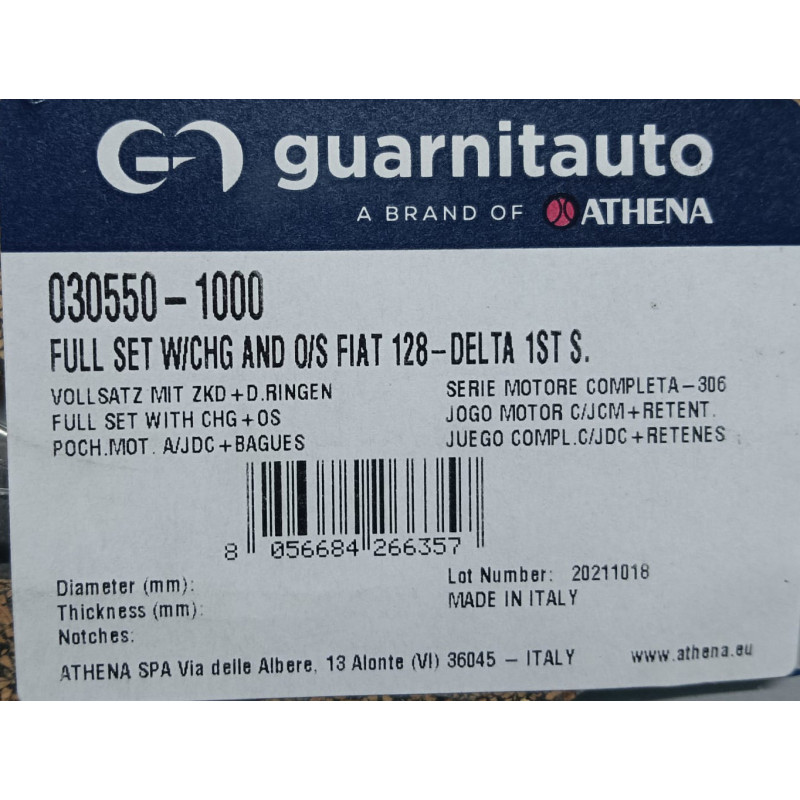 guarnitauto
A BRAND OF ATHENA
030550-1000
FULL SET W/CHG AND O/S FIAT 128-DELTA 1ST S.
VOLLSATZ MIT ZKD+D.RINGEN
FULL SET WITH CHG+OS
POCH.MOT. A/JDC+BAGUES
SERIE MOTORE COMPLETA-306
JOGO MOTOR C/JCM+RETENT.
JUEGO COMPL.C/JDC+RETENES
8 056684 266357
Diameter (mm):
Thickness (mm):
Notches:
Lot Number: 20211018
MADE IN ITALY
ATHENA SPA Via delle Albere, 13 Alonte (VI) 36045 - ITALY
www.athena.eu